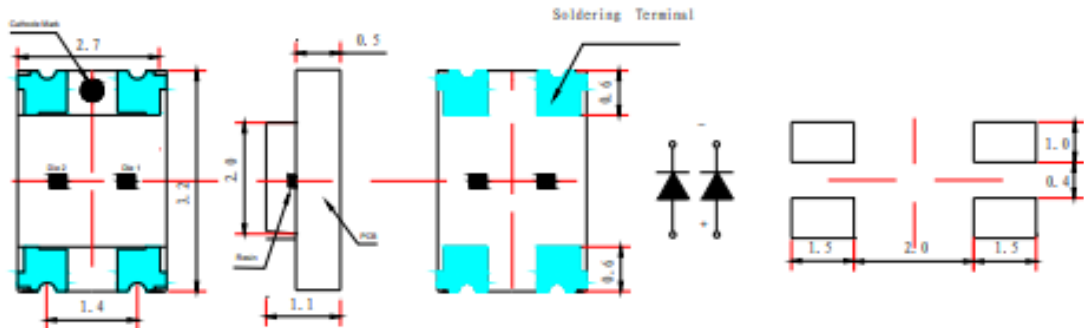 Cathode Mark
2.7
Die 2
Die 1
3.2
1.4
0.5
2.0
Resin
PCB
1.1
Soldering Terminal
0.6
0.6
-
+
1.0
0.4
1.5
2.0
1.5